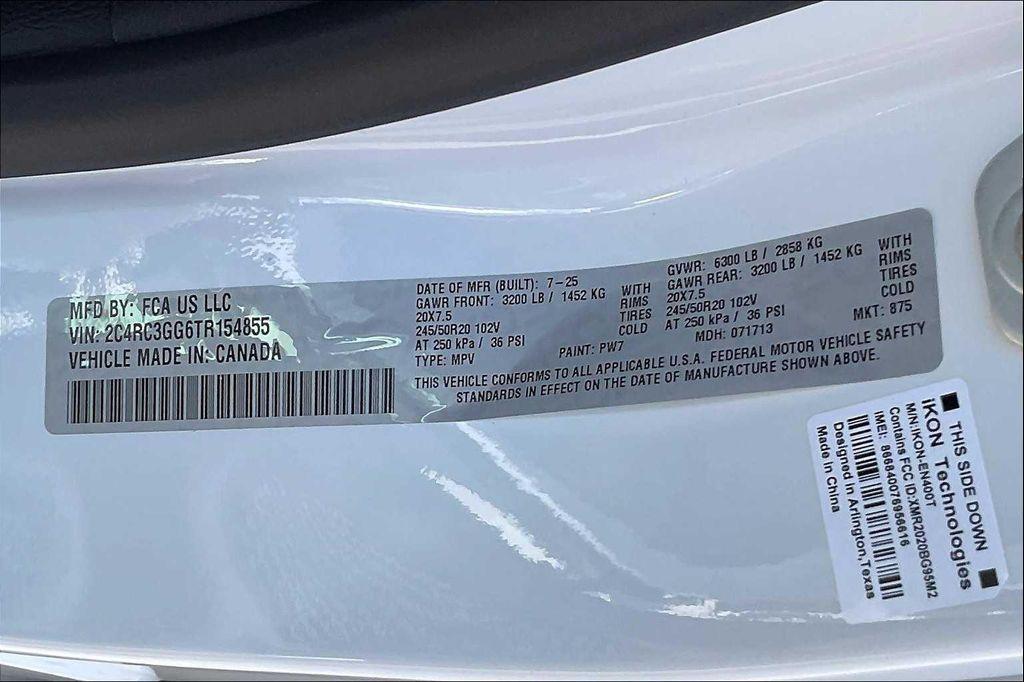 MFD BY: FCA US LLC
VIN: 2C4RC3GG6TR154855
VEHICLE MADE IN: CANADA
DATE OF MFR (BUILT): 7-25
GAWR FRONT: 3200 LB / 1452 KG WITH
20X7.5 RIMS
245/50R20 102V TIRES
AT 250 kPa / 36 PSI COLD
TYPE: MPV PAINT: PW7
GVWR: 6300 LB / 2858 KG
GAWR REAR: 3200 LB / 1452 KG WITH
20X7.5 RIMS
245/50R20 102V TIRES
AT 250 kPa / 36 PSI COLD
MDH: 071713 MKT: 875
THIS VEHICLE CONFORMS TO ALL APPLICABLE U.S.A. FEDERAL MOTOR VEHICLE SAFETY
STANDARDS IN EFFECT ON THE DATE OF MANUFACTURE SHOWN ABOVE.
THIS SIDE DOWN
iKON Technologies
M/N:IKON-EN400T
Contains FCC ID:XMR2020BG95M2
IMEI: 866840076956616
Designed in Arlington,Texas
Made in China